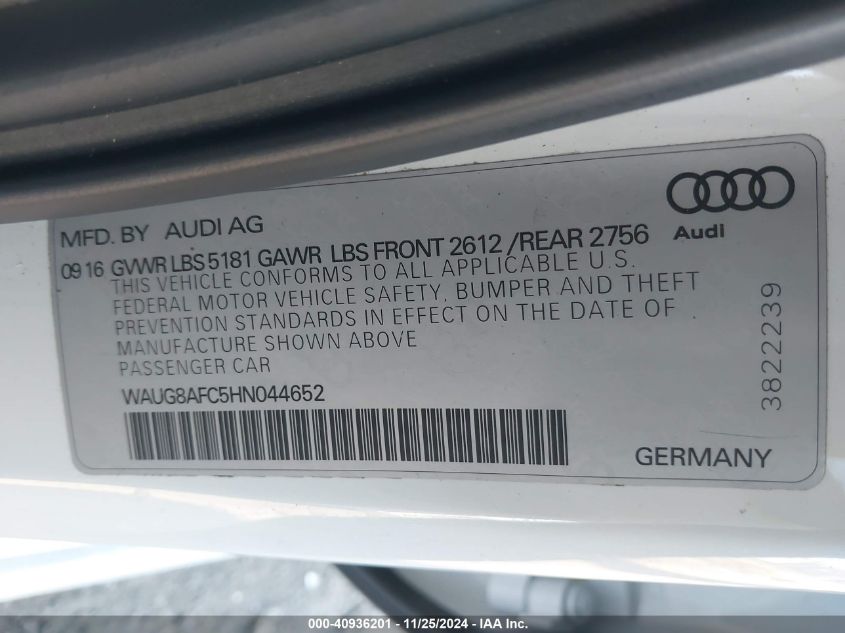 MFD. BY AUDI AG
Audi
09 16 GVWR LBS 5181 GAWR LBS FRONT 2612 /REAR 2756
THIS VEHICLE CONFORMS TO ALL APPLICABLE U.S.
FEDERAL MOTOR VEHICLE SAFETY, BUMPER AND THEFT
PREVENTION STANDARDS IN EFFECT ON THE DATE OF
MANUFACTURE SHOWN ABOVE
PASSENGER CAR
WAUG8AFC5HN044652
GERMANY
3822239
000-40936201 - 11/25/2024 - IAA Inc.